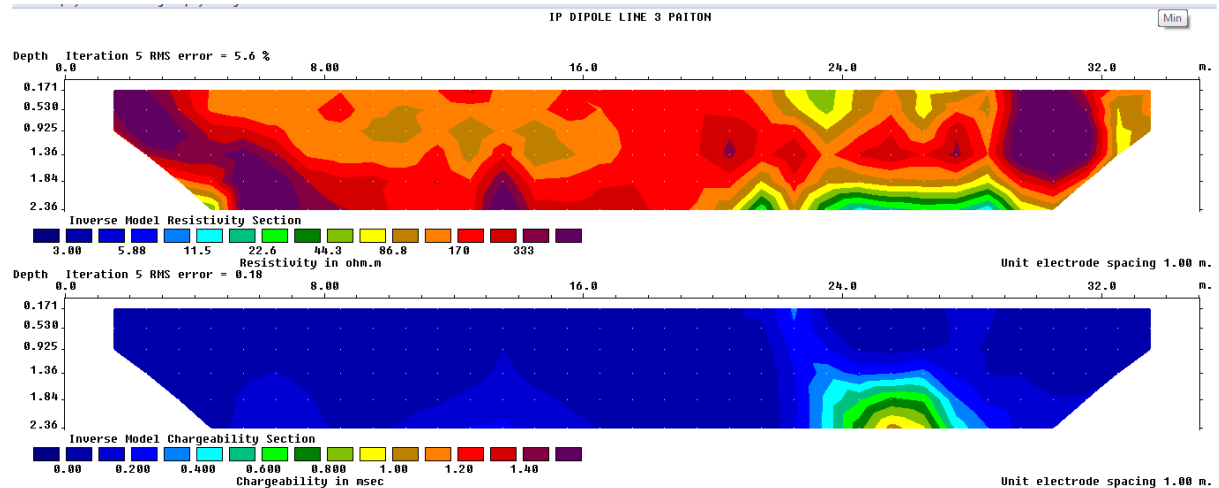 IP DIPOLE LINE 3 PAITON
Min
Depth Iteration 5 RMS error = 5.6 %
0.0 8.00 16.0 24.0 32.0 m.
0.171
0.530
0.925
1.36
1.84
2.36
Inverse Model Resistivity Section
3.00 5.88 11.5 22.6 44.3 86.8 170 333
Resistivity in ohm.m
Unit electrode spacing 1.00 m.
Depth Iteration 5 RMS error = 0.18
0.0 8.00 16.0 24.0 32.0 m.
0.171
0.530
0.925
1.36
1.84
2.36
Inverse Model Chargeability Section
0.00 0.200 0.400 0.600 0.800 1.00 1.20 1.40
Chargeability in msec
Unit electrode spacing 1.00 m.